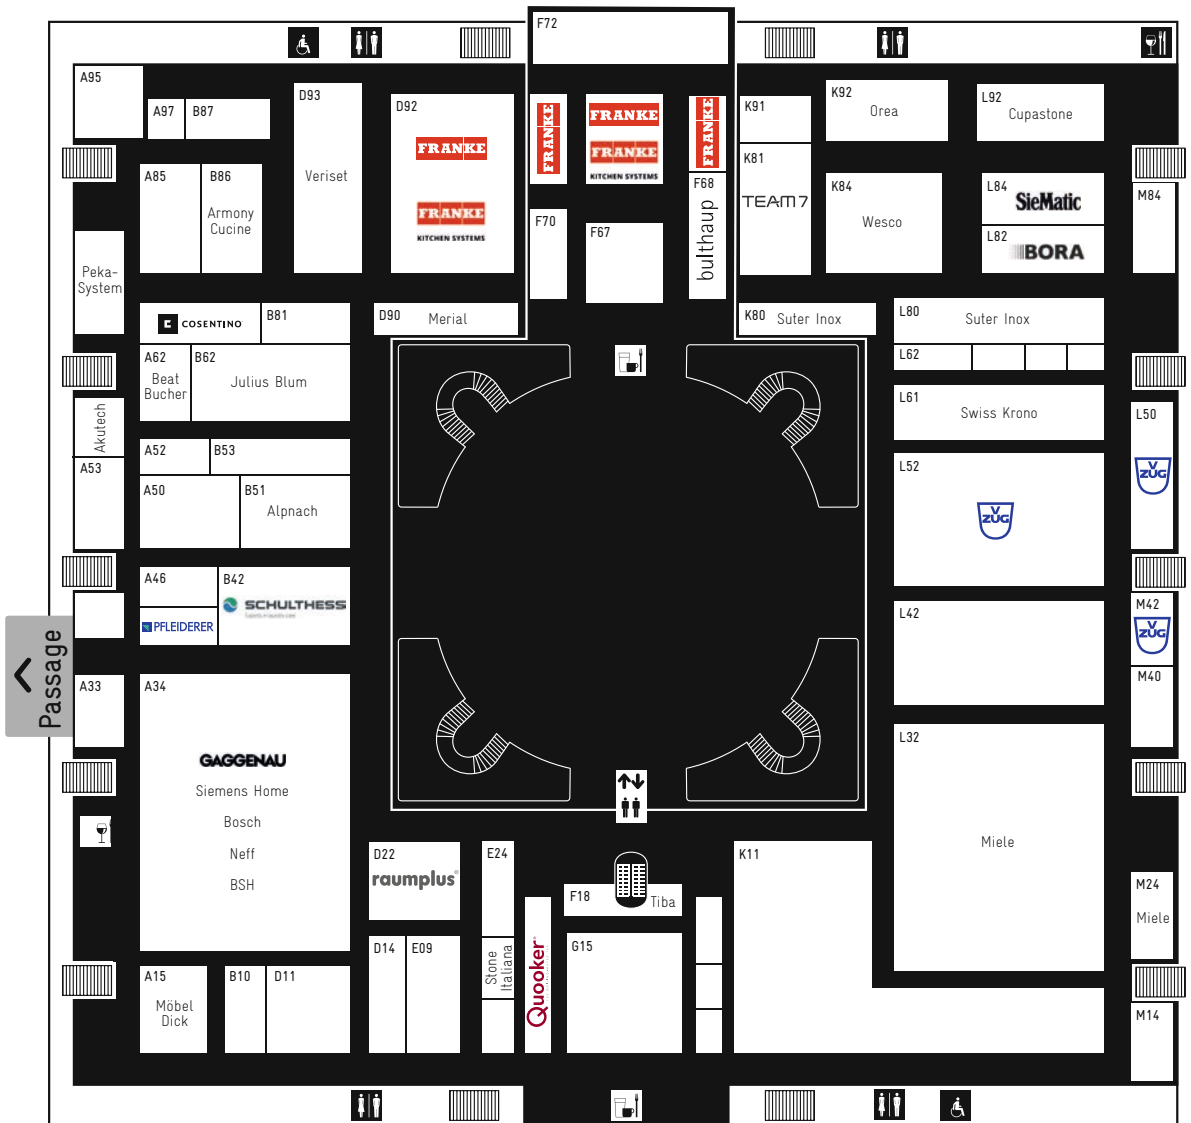 F72
A95
A97
B87
D93
Veriset
D92
FRANKE
FRANKE
KITCHEN SYSTEMS
FRANKE
FRANKE
FRANKE
KITCHEN SYSTEMS
FRANKE
K91
K92
Orea
L92
Cupastone
A85
B86
Armony
Cucine
F70
F67
F68
bulthaup
K81
TEAM 7
K84
Wesco
L84
SieMatic
L82
BORA
M84
Peka-
System
COSENTINO
B81
D90
Merial
K80
Suter Inox
L80
Suter Inox
A62
Beat
Bucher
B62
Julius Blum
L62
L61
Swiss Krono
Akutech
A53
A52
B53
A50
B51
Alpnach
L50
V
ZUG
L52
V
ZUG
A46
B42
SCHULTHESS
PFLEIDERER
L42
M42
V
ZUG
M40
Passage
A33
A34
GAGGENAU
Siemens Home
Bosch
Neff
BSH
L32
Miele
D22
raumplus
E24
F18
Tiba
K11
M24
Miele
D14
E09
Stone
Italiana
Quooker
G15
A15
Möbel
Dick
B10
D11
M14